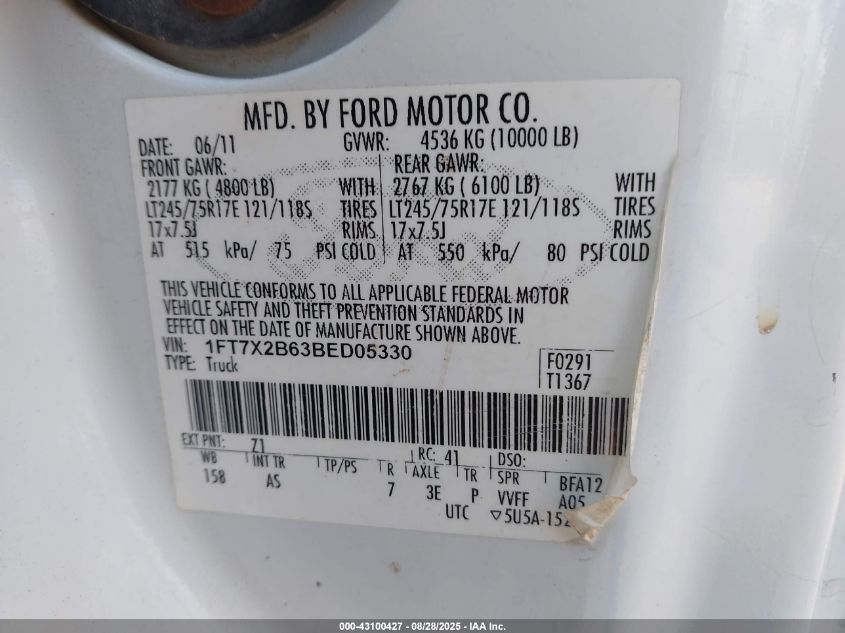 MFD. BY FORD MOTOR CO.
DATE: 06/11 GVWR: 4536 KG (10000 LB)
FRONT GAWR: REAR GAWR:
2177 KG ( 4800 LB) WITH 2767 KG ( 6100 LB) WITH
LT245/75R17E 121/118S TIRES LT245/75R17E 121/118S TIRES
17x7.5J RIMS 17x7.5J RIMS
AT 515 kPa/ 75 PSI COLD AT 550 kPa/ 80 PSI COLD
THIS VEHICLE CONFORMS TO ALL APPLICABLE FEDERAL MOTOR
VEHICLE SAFETY AND THEFT PREVENTION STANDARDS IN
EFFECT ON THE DATE OF MANUFACTURE SHOWN ABOVE.
VIN: 1FT7X2B63BED05330
TYPE: Truck
F0291
T1367
EXT PNT: Z1 RC: 41 DSO:
WB INT TR TP/PS R AXLE TR SPR BFA12
158 AS 7 3E P VVFF A05
UTC ▽5U5A-152
000-43100427 - 08/28/2025 - IAA Inc.